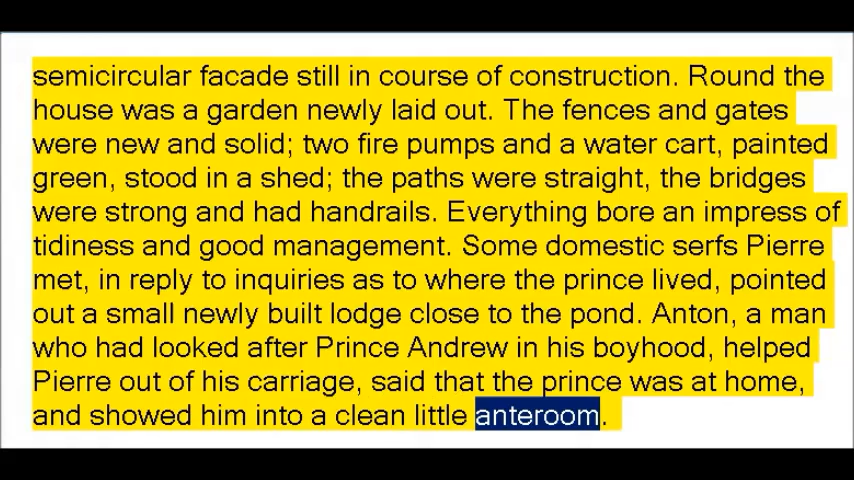 semicircular facade still in course of construction. Round the
house was a garden newly laid out. The fences and gates
were new and solid; two fire pumps and a water cart, painted
green, stood in a shed; the paths were straight, the bridges
were strong and had handrails. Everything bore an impress of
tidiness and good management. Some domestic serfs Pierre
met, in reply to inquiries as to where the prince lived, pointed
out a small newly built lodge close to the pond. Anton, a man
who had looked after Prince Andrew in his boyhood, helped
Pierre out of his carriage, said that the prince was at home,
and showed him into a clean little anteroom.